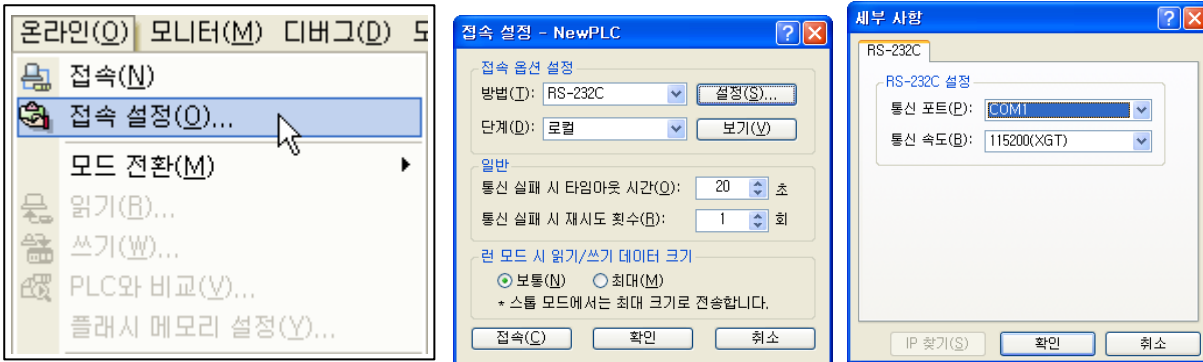 온라인(O) 모니터(M) 디버그(D)
접속(N)
접속 설정(O)...
모드 전환(M)
읽기(R)...
쓰기(W)...
PLC와 비교(V)...
플래시 메모리 설정(Y)...
접속 설정 - NewPLC
접속 옵션 설정
방법(T): RS-232C 설정(S)...
단계(D): 로컬 보기(V)
일반
통신 실패 시 타임아웃 시간(O): 20 초
통신 실패 시 재시도 횟수(R): 1 회
런 모드 시 읽기/쓰기 데이터 크기
보통(N) 최대(M)
* 스톱 모드에서는 최대 크기로 전송합니다.
접속(C) 확인 취소
세부 사항
RS-232C
RS-232C 설정
통신 포트(P): COM1
통신 속도(B): 115200(XGT)
IP 찾기(S) 확인 취소